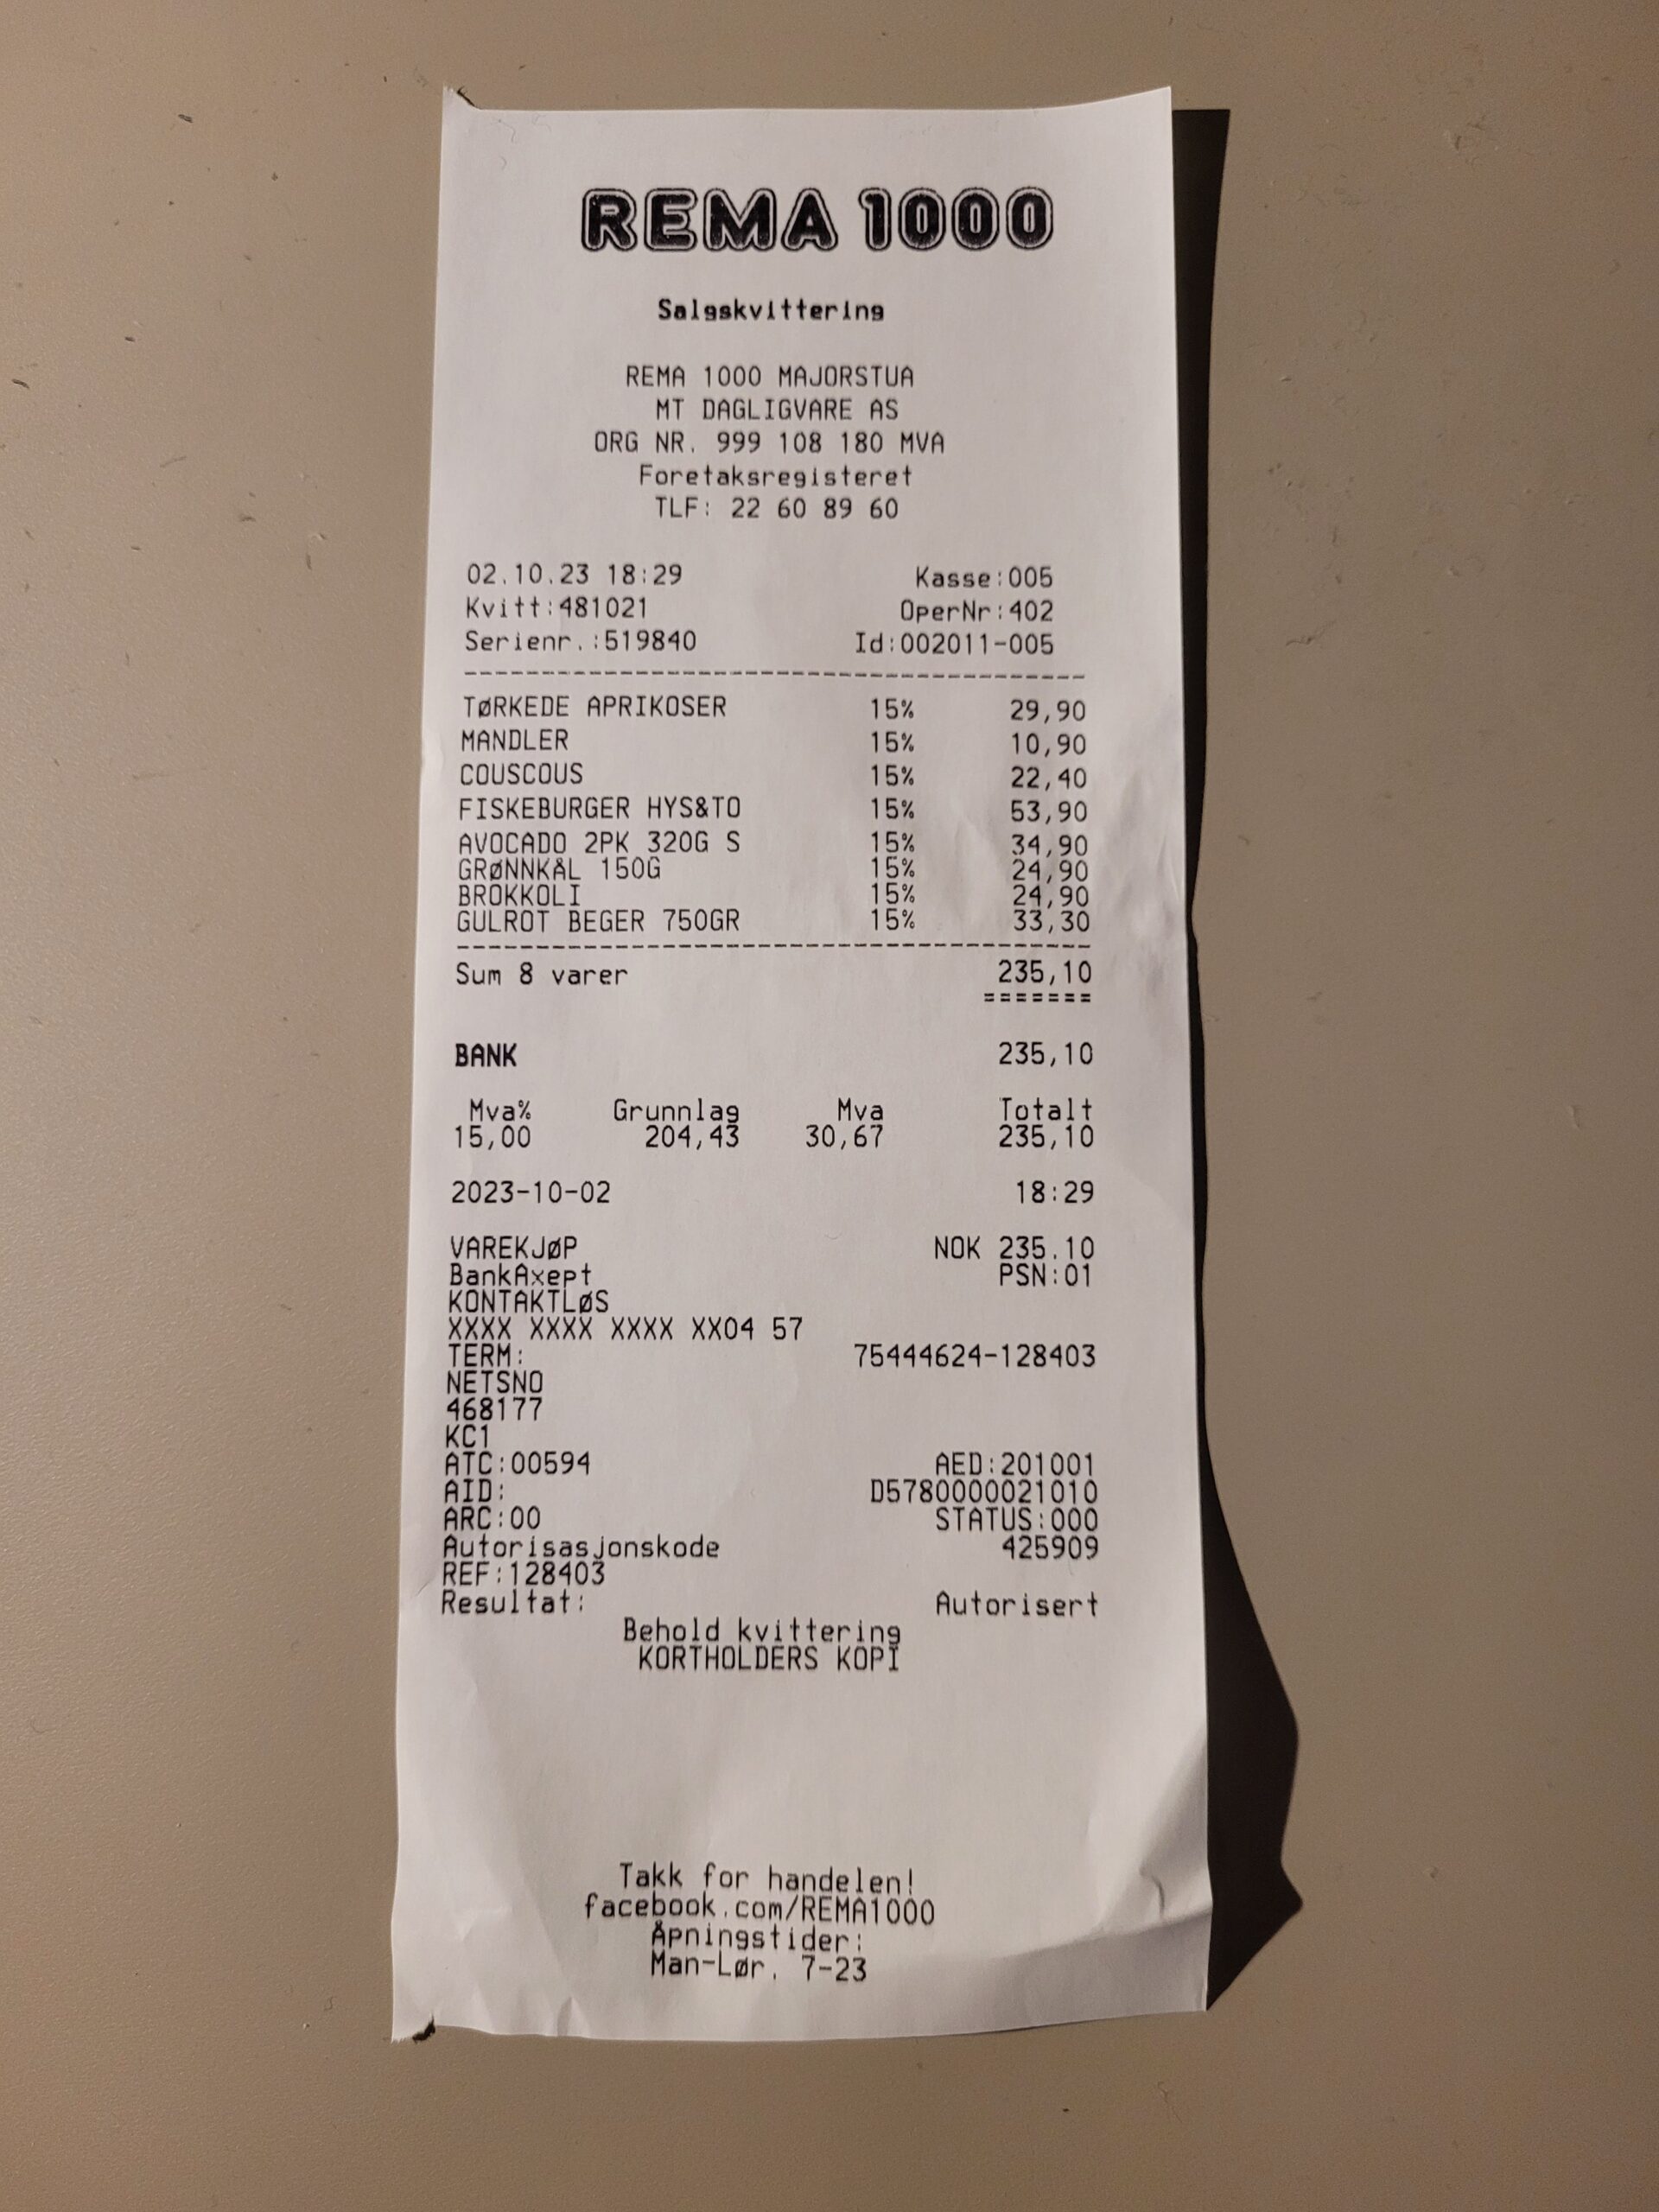 REMA 1000
Salgskvittering
REMA 1000 MAJORSTUA
MT DAGLIGVARE AS
ORG NR. 999 108 180 MVA
Foretaksregisteret
TLF: 22 60 89 60
02.10.23 18:29 Kasse:005
Kvitt:481021 OperNr:402
Serienr.:519840 Id:002011-005
----------------------------------------
TØRKEDE APRIKOSER 15% 29,90
MANDLER 15% 10,90
COUSCOUS 15% 22,40
FISKEBURGER HYS&TO 15% 53,90
AVOCADO 2PK 320G S 15% 34,90
GRØNNKÅL 150G 15% 24,90
BROKKOLI 15% 24,90
GULROT BEGER 750GR 15% 33,30
----------------------------------------
Sum 8 varer 235,10
=======
BANK 235,10
Mva% Grunnlag Mva Totalt
15,00 204,43 30,67 235,10
2023-10-02 18:29
VAREKJØP NOK 235.10
BankAxept PSN:01
KONTAKTLØS
XXXX XXXX XXXX XX04 57
TERM: 75444624-128403
NETSNO
468177
KC1
ATC:00594 AED:201001
AID: D5780000021010
ARC:00 STATUS:000
Autorisasjonskode 425909
REF:128403
Resultat: Autorisert
Behold kvittering
KORTHOLDERS KOPI
Takk for handelen!
facebook.com/REMA1000
Åpningstider:
Man-Lør. 7-23